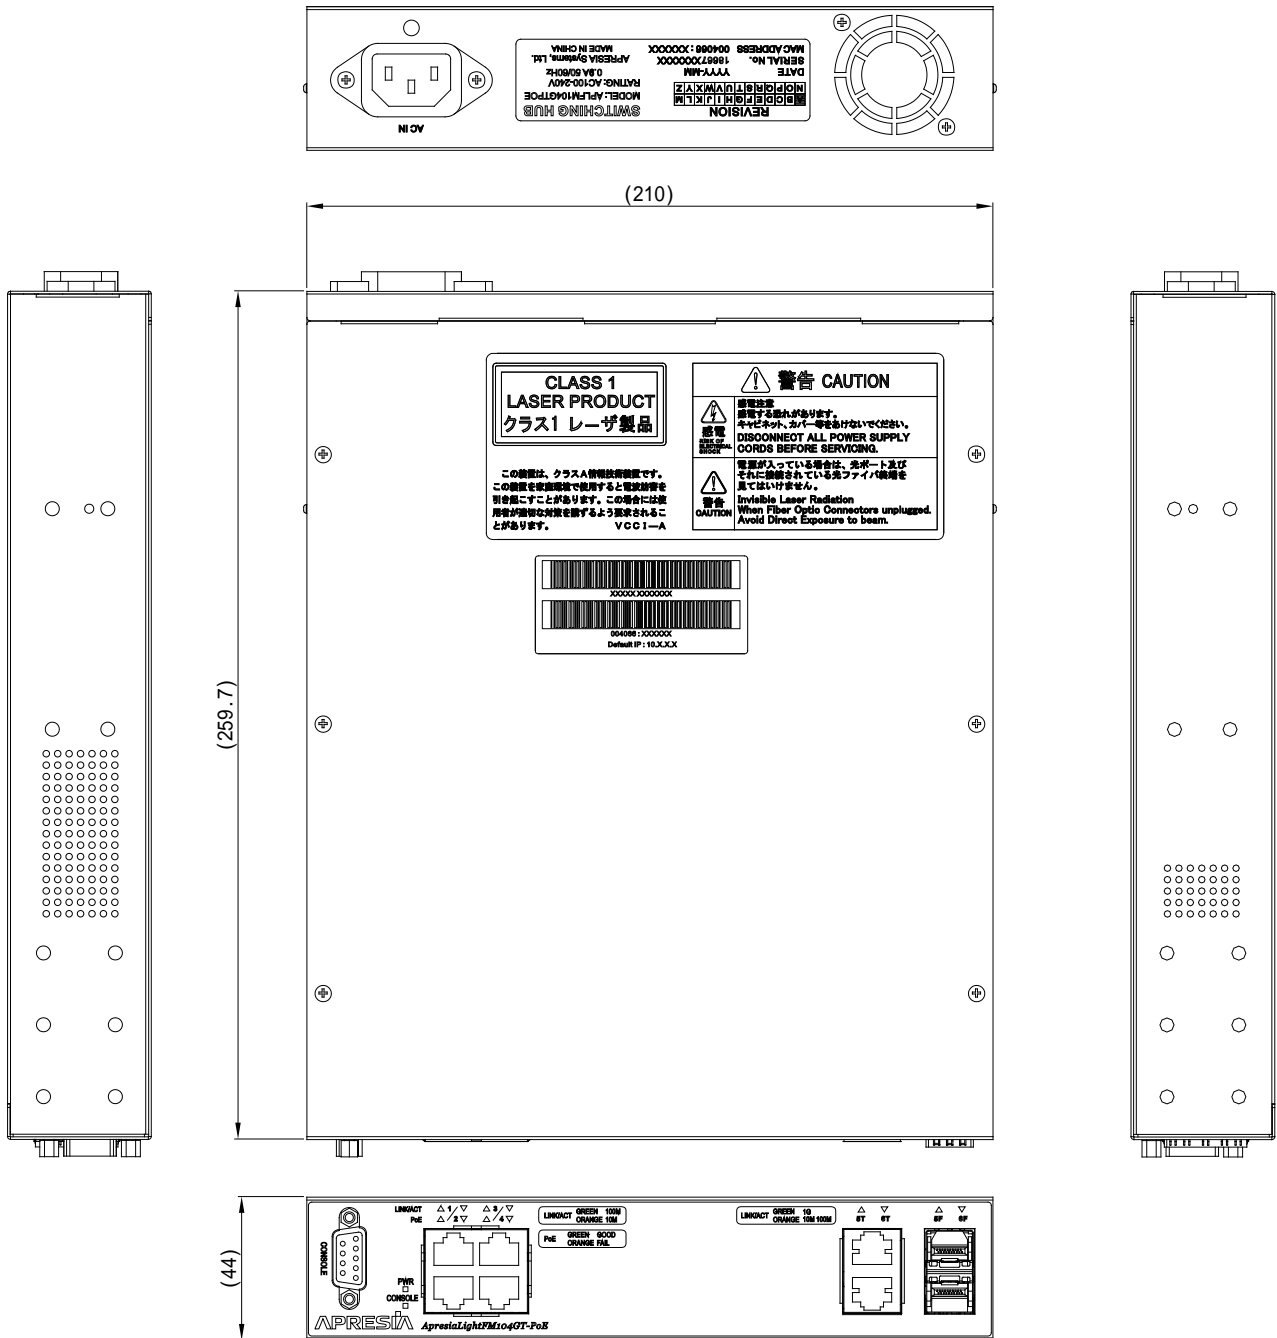 AC IN
SWITCHING HUB
MODEL: APLFM104GTPOE
RATING: AC100-240V
0.9A 50/60Hz
APRESIA Systems, Ltd.
MADE IN CHINA
REVISION
A B C D E F G H I J K L M
N O P Q R S T U V W X Y Z
DATE YYYY-MM
SERIAL No. 18667XXXXXXXX
MAC ADDRESS 004066 : XXXXXX
(210)
CLASS 1
LASER PRODUCT
クラス1 レーザ製品
この装置は、クラスA情報技術装置です。
この装置を家庭環境で使用すると電波妨害を
引き起こすことがあります。この場合には使
用者が適切な対策を講ずるよう要求されるこ
とがあります。 VCCI-A
警告 CAUTION
感電
RISK OF
ELECTRICAL
SHOCK
感電注意
感電する恐れがあります。
キャビネット、カバー等をあけないでください。
DISCONNECT ALL POWER SUPPLY
CORDS BEFORE SERVICING.
警告
CAUTION
電源が入っている場合は、光ポート及び
それに接続されている光ファイバ終端を
見てはいけません。
Invisible Laser Radiation
When Fiber Optic Connectors unplugged.
Avoid Direct Exposure to beam.
XXXXXXXXXXXXX
004066 : XXXXXX
Default IP : 10.X.X.X
(259.7)
(44)
CONSOLE
LINK/ACT
PoE
△ 1 / ▽
△ / 2 ▽
△ 3 / ▽
△ / 4 ▽
LINK/ACT GREEN 100M
ORANGE 10M
PoE GREEN GOOD
ORANGE FAIL
LINK/ACT GREEN 1G
ORANGE 10M 100M
△ ▽
5T 6T
△ ▽
5F 6F
PWR
CONSOLE
APRESIA
ApresiaLightFM104GT-PoE